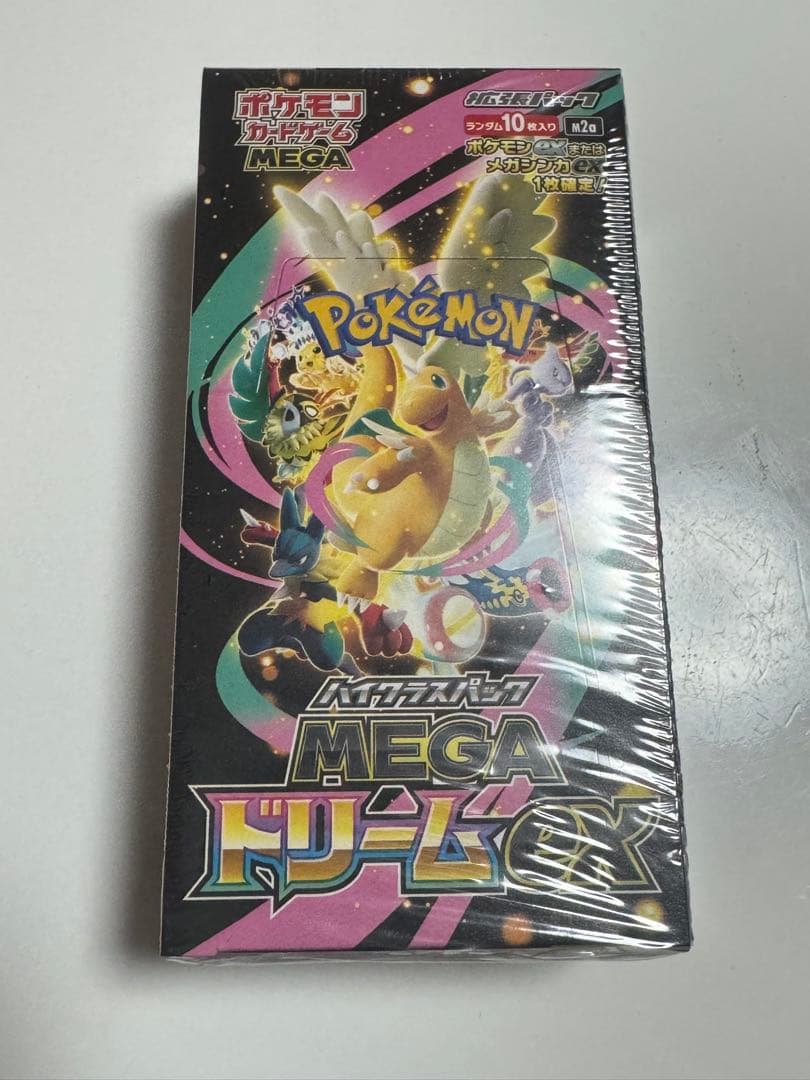 ポケモン
カードゲーム
MEGA
拡張パック
ランダム10枚入り M2a
ポケモンexまたは
メガシンカex
1枚確定!
POKéMON
TM
ハイクラスパック
MEGA
ドリームex